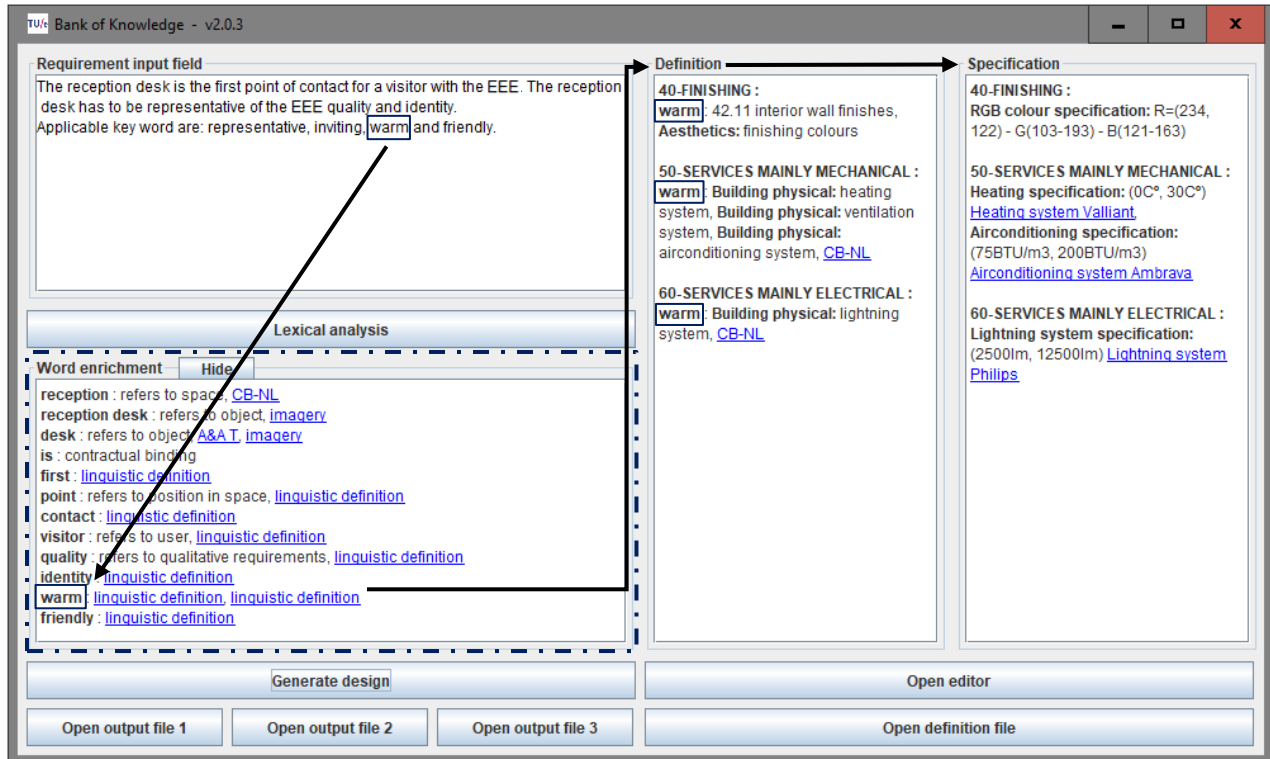 TU/e Bank of Knowledge - v2.0.3
Requirement input field
The reception desk is the first point of contact for a visitor with the EEE. The reception
desk has to be representative of the EEE quality and identity.
Applicable key word are: representative, inviting, warm and friendly.
Lexical analysis
Word enrichment Hide
reception : refers to space, CB-NL
reception desk : refers to object, imagery
desk : refers to object, A&A T, imagery
is : contractual binding
first : linguistic definition
point : refers to position in space, linguistic definition
contact : linguistic definition
visitor : refers to user, linguistic definition
quality : refers to qualitative requirements, linguistic definition
identity : linguistic definition
warm : linguistic definition, linguistic definition
friendly : linguistic definition
Generate design
Open output file 1 Open output file 2 Open output file 3
Definition
40-FINISHING :
warm : 42.11 interior wall finishes,
Aesthetics: finishing colours
50-SERVICES MAINLY MECHANICAL :
warm : Building physical: heating
system, Building physical: ventilation
system, Building physical:
airconditioning system, CB-NL
60-SERVICES MAINLY ELECTRICAL :
warm : Building physical: lightning
system, CB-NL
Specification
40-FINISHING :
RGB colour specification: R=(234,
122) - G(103-193) - B(121-163)
50-SERVICES MAINLY MECHANICAL :
Heating specification: (0Cº, 30Cº)
Heating system Valliant,
Airconditioning specification:
(75BTU/m3, 200BTU/m3)
Airconditioning system Ambrava
60-SERVICES MAINLY ELECTRICAL :
Lightning system specification:
(2500lm, 12500lm) Lightning system
Philips
Open editor
Open definition file